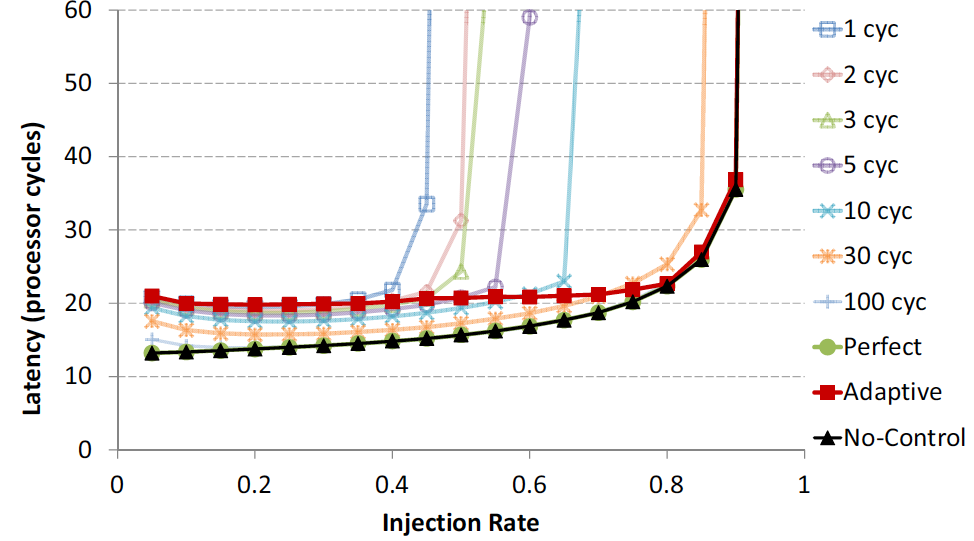 60
50
40
30
20
10
0
Latency (processor cycles)
0 0.2 0.4 0.6 0.8 1
Injection Rate
1 cyc
2 cyc
3 cyc
5 cyc
10 cyc
30 cyc
100 cyc
Perfect
Adaptive
No-Control